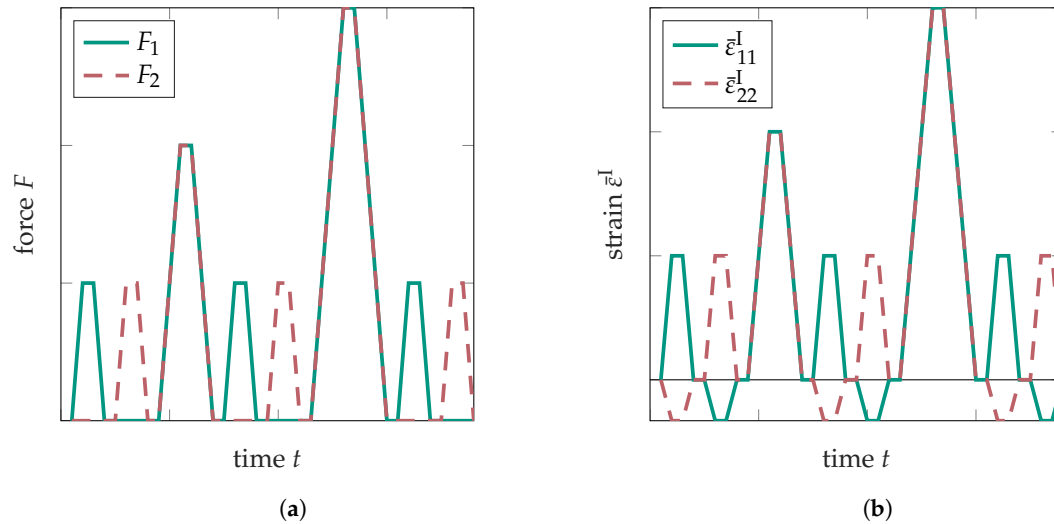 F₁
F₂
force F
time t
(a)
ε̄ᴵ₁₁
ε̄ᴵ₂₂
strain ε̄ᴵ
time t
(b)